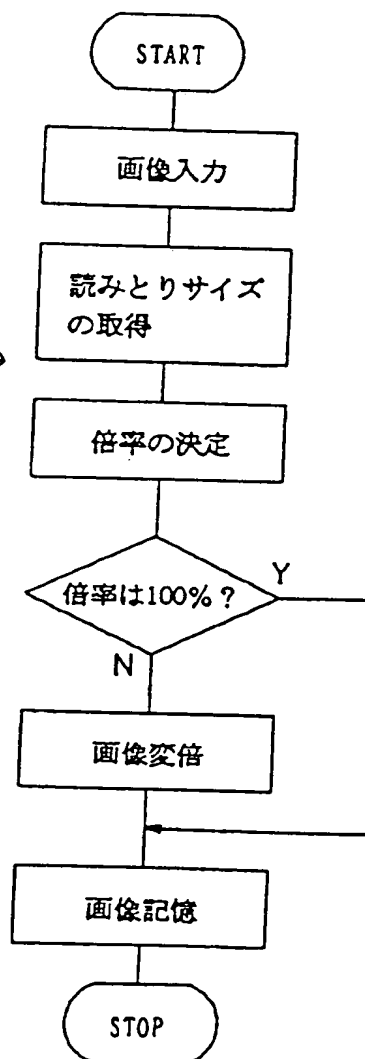 START
画像入力
読みとりサイズ
の取得
倍率の決定
倍率は100%?
Y
N
画像変倍
画像記憶
STOP